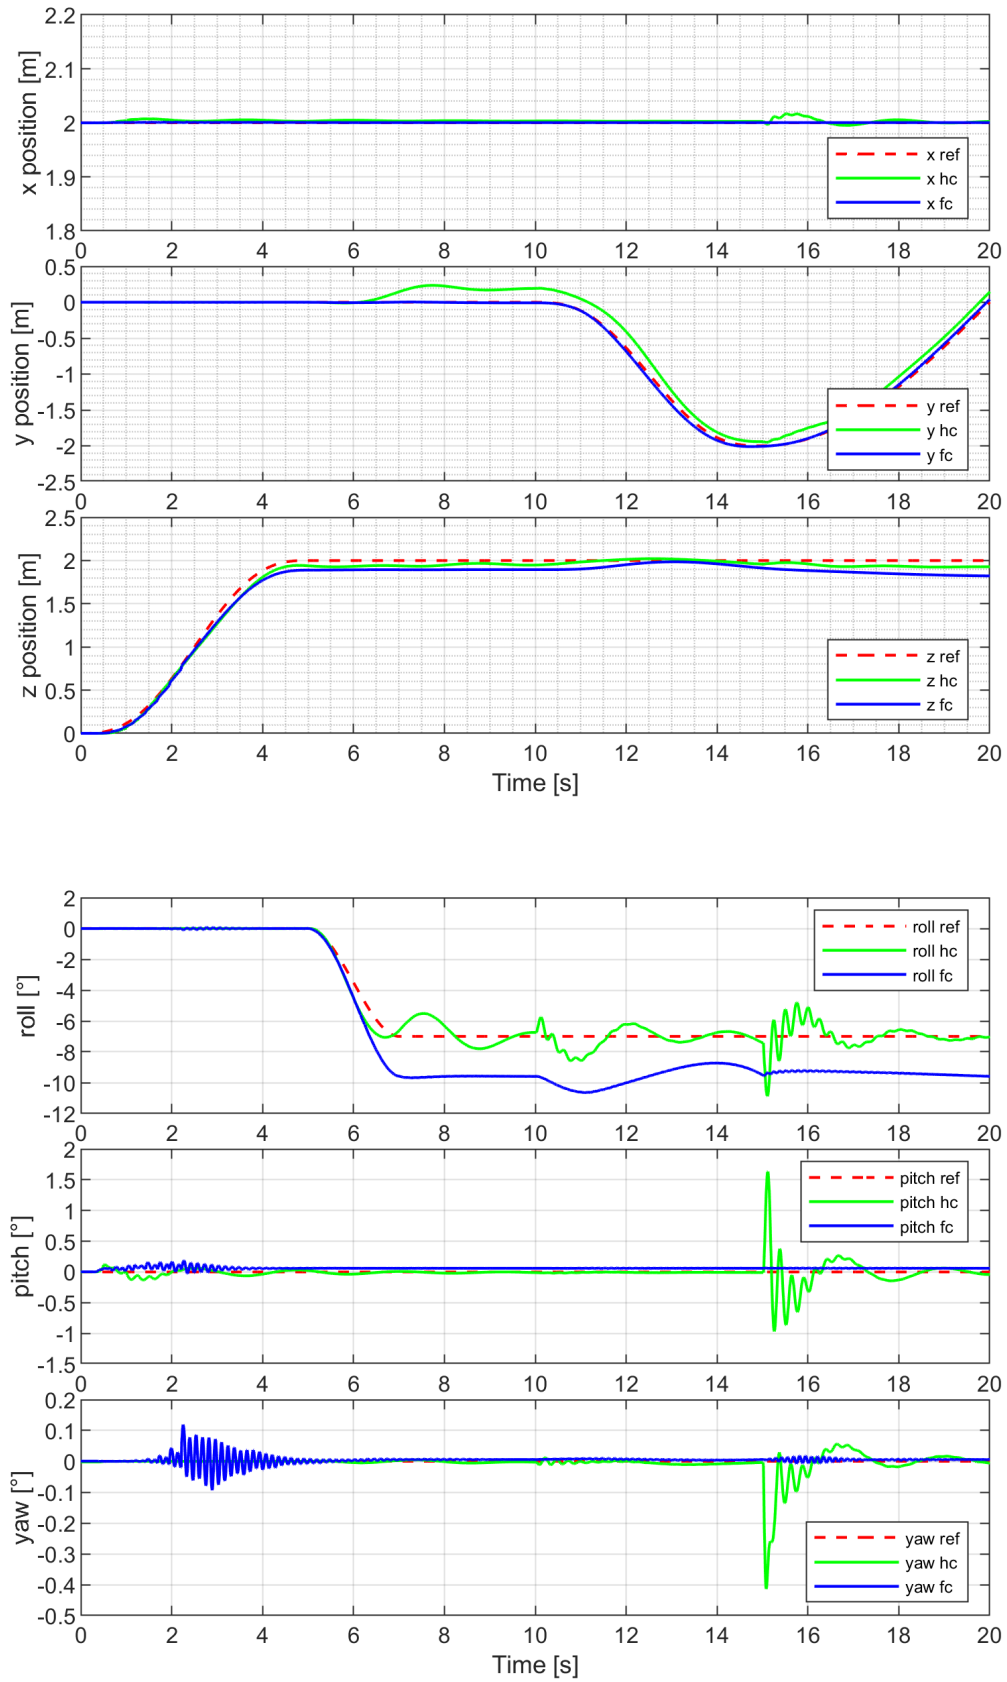 x position [m]
2.2
2.1
2
1.9
1.8
0 2 4 6 8 10 12 14 16 18 20
x ref
x hc
x fc
y position [m]
0.5
0
-0.5
-1
-1.5
-2
-2.5
0 2 4 6 8 10 12 14 16 18 20
y ref
y hc
y fc
z position [m]
2.5
2
1.5
1
0.5
0
0 2 4 6 8 10 12 14 16 18 20
z ref
z hc
z fc
Time [s]
roll [°]
2
0
-2
-4
-6
-8
-10
-12
0 2 4 6 8 10 12 14 16 18 20
roll ref
roll hc
roll fc
pitch [°]
2
1.5
1
0.5
0
-0.5
-1
-1.5
0 2 4 6 8 10 12 14 16 18 20
pitch ref
pitch hc
pitch fc
yaw [°]
0.2
0.1
0
-0.1
-0.2
-0.3
-0.4
-0.5
0 2 4 6 8 10 12 14 16 18 20
yaw ref
yaw hc
yaw fc
Time [s]